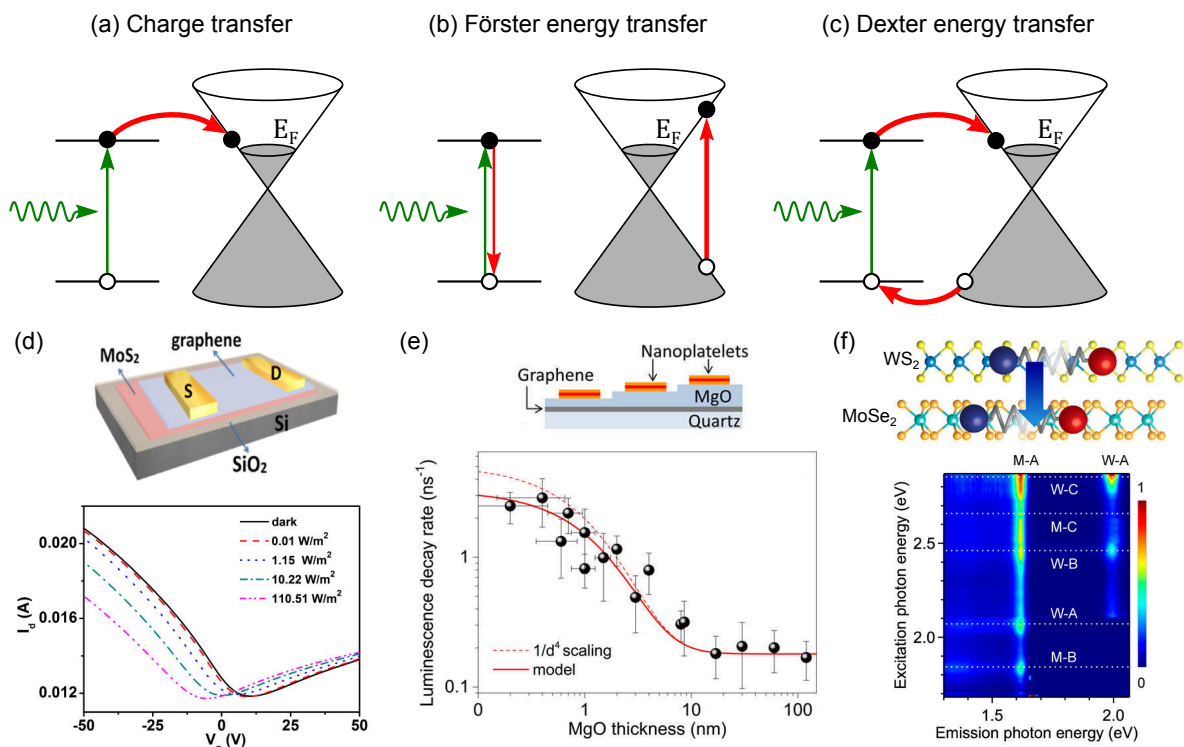 (a) Charge transfer
(b) Förster energy transfer
(c) Dexter energy transfer
E_F
E_F
E_F
(d)
MoS₂
graphene
S
D
Si
SiO₂
0.020
0.016
0.012
I_d (A)
dark
0.01 W/m²
1.15 W/m²
10.22 W/m²
110.51 W/m²
-50
-25
0
25
50
(V)
(e)
Nanoplatelets
Graphene
MgO
Quartz
Luminescence decay rate (ns⁻¹)
1
0.1
1/d⁴ scaling
model
0
1
10
100
MgO thickness (nm)
(f)
WS₂
MoSe₂
M-A
W-A
Excitation photon energy (eV)
2.5
2.0
W-C
M-C
W-B
W-A
M-B
1
0
1.5
2.0
Emission photon energy (eV)